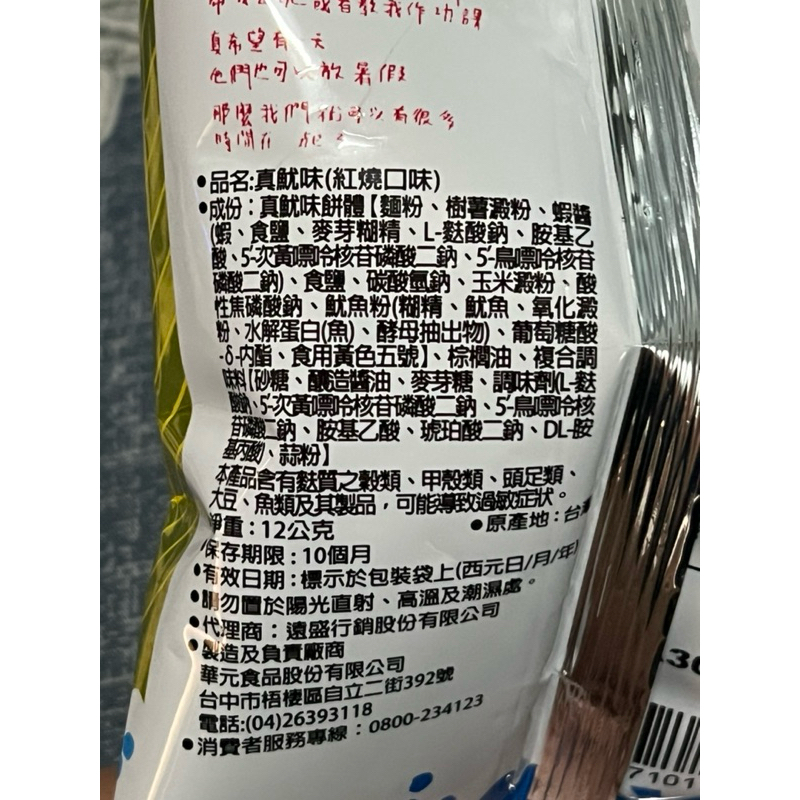 真希望有一天
他們也可以放暑假
那麼我們就可以有很多
時間在一起
•品名:真魷味(紅燒口味)
•成份：真魷味餅體【麵粉、樹薯澱粉、蝦醬
(蝦、食鹽、麥芽糊精、L-麩酸鈉、胺基乙
酸、5'-次黃嘌呤核苷磷酸二鈉、5'-鳥嘌呤核苷
磷酸二鈉)、食鹽、碳酸氫鈉、玉米澱粉、酸
性焦磷酸鈉、魷魚粉(糊精、魷魚、氧化澱
粉、水解蛋白(魚)、酵母抽出物)、葡萄糖酸
-δ-內酯、食用黃色五號】、棕櫚油、複合調
味料【砂糖、釀造醬油、麥芽糖、調味劑(L-麩
酸鈉、5'-次黃嘌呤核苷磷酸二鈉、5'-鳥嘌呤核
苷磷酸二鈉、胺基乙酸、琥珀酸二鈉、DL-胺
基丙酸)、蒜粉】
本產品含有麩質之穀類、甲殼類、頭足類、
大豆、魚類及其製品，可能導致過敏症狀。
淨重：12公克 •原產地：台灣
•保存期限：10個月
•有效日期：標示於包裝袋上(西元日/月/年)
•請勿置於陽光直射、高溫及潮濕處。
•代理商：遠盛行銷股份有限公司
•製造及負責廠商
華元食品股份有限公司
台中市梧棲區自立二街392號
電話:(04)26393118
•消費者服務專線：0800-234123
7101